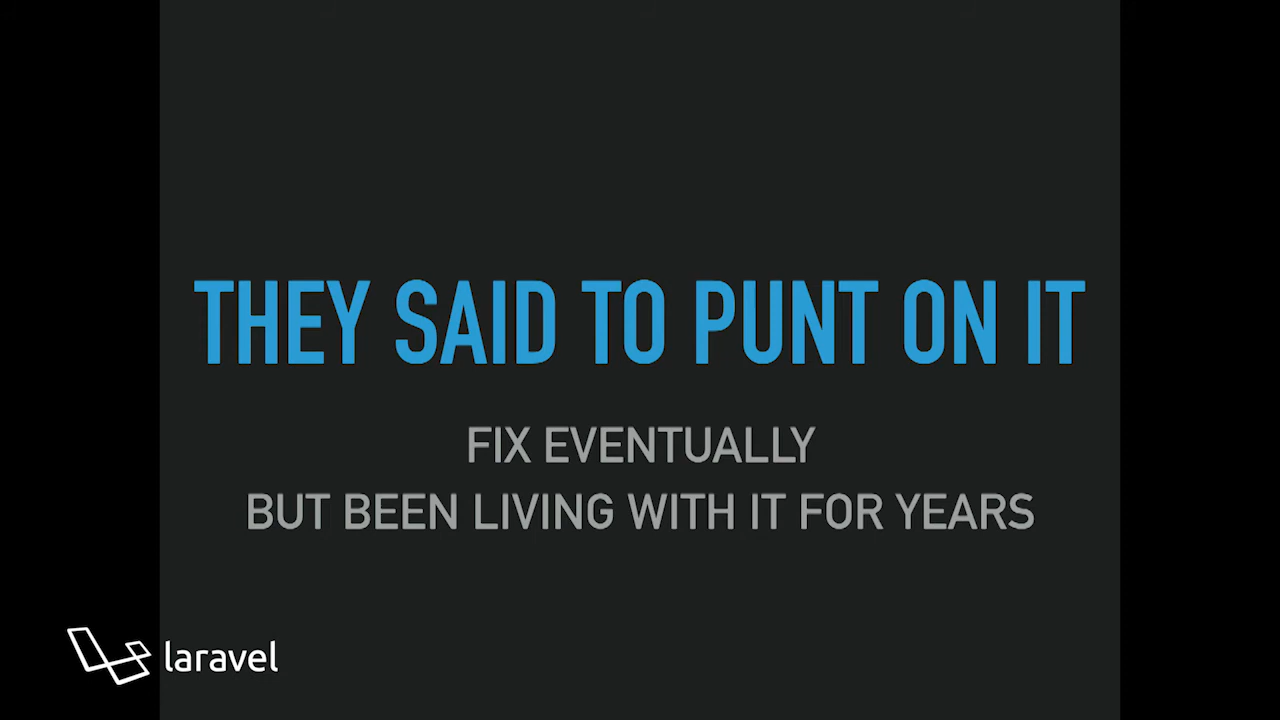 THEY SAID TO PUNT ON IT
FIX EVENTUALLY
BUT BEEN LIVING WITH IT FOR YEARS
laravel